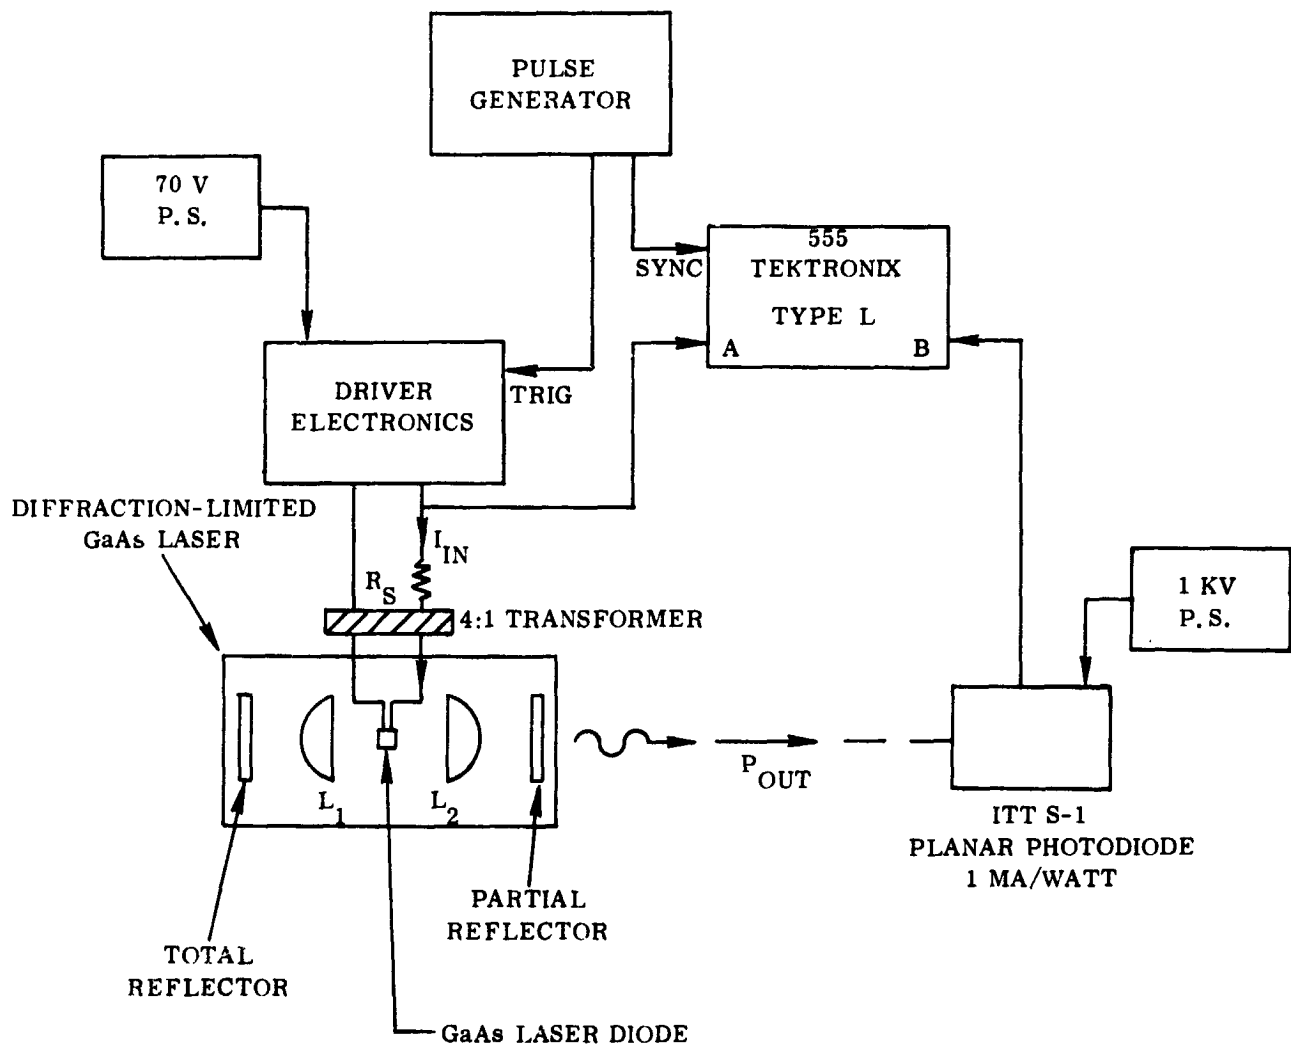 PULSE
GENERATOR
70 V
P. S.
555
TEKTRONIX
TYPE L
SYNC
A
B
DRIVER
ELECTRONICS
TRIG
DIFFRACTION-LIMITED
GaAs LASER
I IN
R S
4:1 TRANSFORMER
1 KV
P. S.
L 1
L 2
P OUT
ITT S-1
PLANAR PHOTODIODE
1 MA/WATT
PARTIAL
REFLECTOR
TOTAL
REFLECTOR
GaAs LASER DIODE